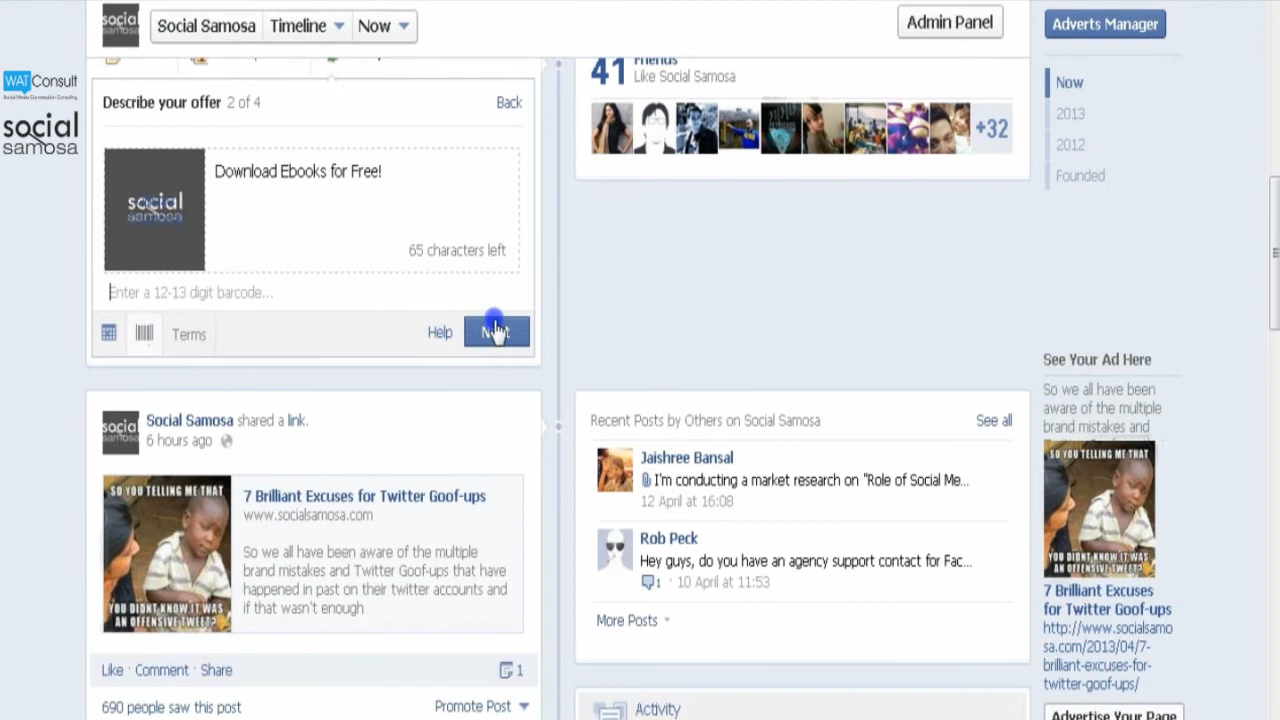 social
samosa
Social Samosa Timeline Now
Admin Panel
Adverts Manager
WATConsult
social
samosa
Describe your offer 2 of 4 Back
social
samosa
Download Ebooks for Free!
65 characters left
Enter a 12-13 digit barcode...
Terms
Help
Next
41 Friends
Like Social Samosa
+32
Now
2013
2012
Founded
social
samosa
Social Samosa shared a link.
6 hours ago
SO YOU TELLING ME THAT
YOU DIDNT KNOW IT WAS
AN OFFENSIVE TWEET?
7 Brilliant Excuses for Twitter Goof-ups
www.socialsamosa.com
So we all have been aware of the multiple
brand mistakes and Twitter Goof-ups that have
happened in past on their twitter accounts and
if that wasn't enough
Like · Comment · Share
1
690 people saw this post
Promote Post
Recent Posts by Others on Social Samosa See all
Jaishree Bansal
I'm conducting a market research on "Role of Social Me...
12 April at 16:08
Rob Peck
Hey guys, do you have an agency support contact for Fac...
1 · 10 April at 11:53
More Posts
Activity
See Your Ad Here
So we all have been
aware of the multiple
brand mistakes and
SO YOU TELLING ME THAT
YOU DIDNT KNOW IT WAS
AN OFFENSIVE TWEET?
7 Brilliant Excuses
for Twitter Goof-ups
http://www.socialsamo
sa.com/2013/04/7-
brilliant-excuses-for-
twitter-goof-ups/
Advertise Your Page